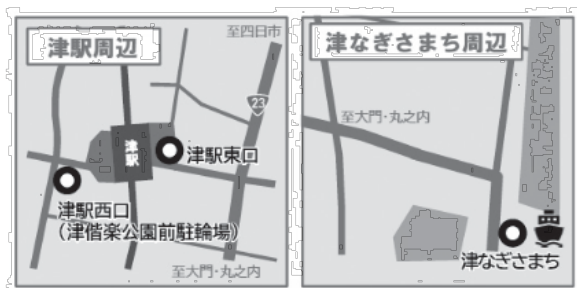 津駅周辺
至四日市
23
津駅
津駅東口
津駅西口
（津偕楽公園前駐輪場）
至大門・丸之内
津なぎさまち周辺
至大門・丸之内
津なぎさまち